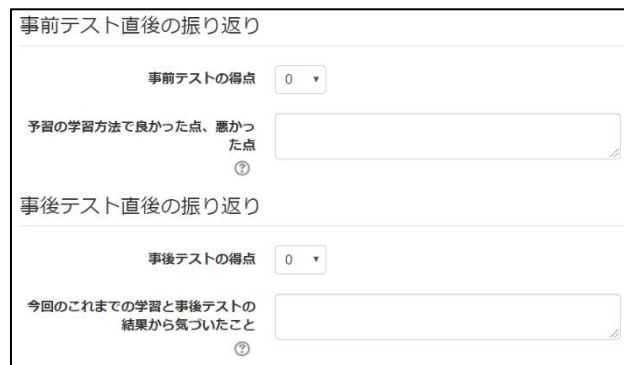 事前テスト直後の振り返り
事前テストの得点 0
予習の学習方法で良かった点、悪かっ
た点
?
事後テスト直後の振り返り
事後テストの得点 0
今回のこれまでの学習と事後テストの
結果から気づいたこと
?